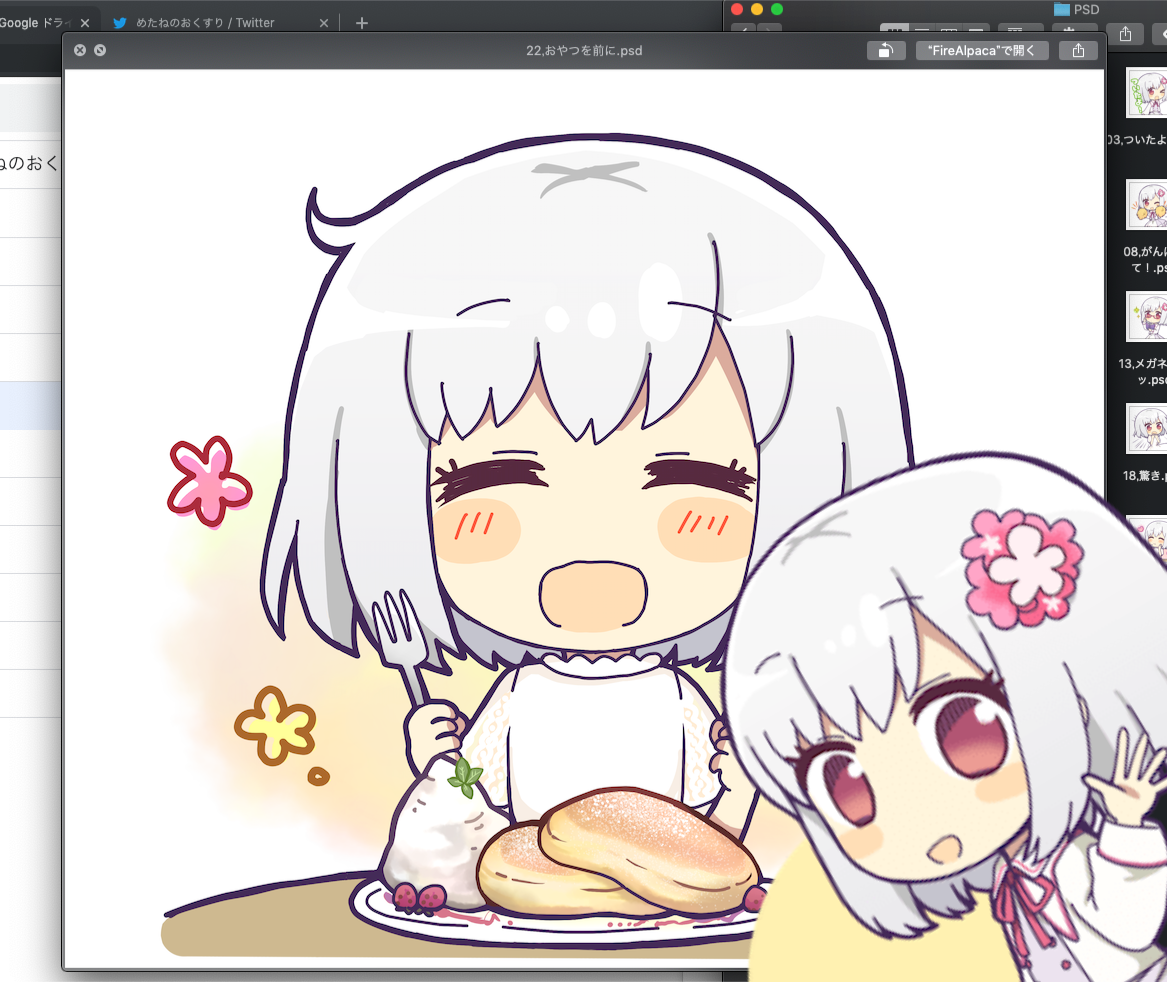 Google ドライ
めたねのおくすり / Twitter
PSD
22,おやつを前に.psd
"FireAlpaca"で開く
ねのおく
03,ついたよ
08,がんば
て！.ps
13,メガネ
ッ.psd
18,驚き.p